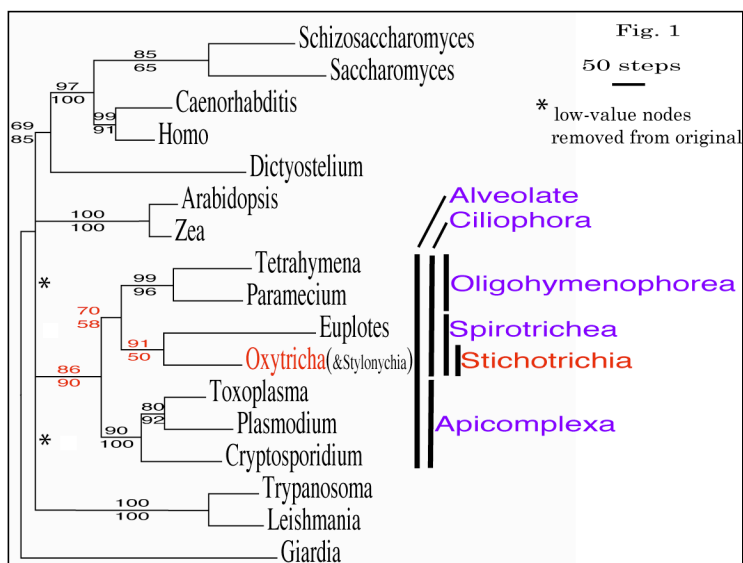 Fig. 1
50 steps
* low-value nodes
removed from original
Schizosaccharomyces
85
65
Saccharomyces
97
100
Caenorhabditis
99
91
Homo
69
85
Dictyostelium
Arabidopsis
100
100
Zea
Alveolate
Ciliophora
*
Tetrahymena
99
96
Paramecium
Oligohymenophorea
70
58
Euplotes
Spirotrichea
91
50
Oxytricha(&Stylonychia)
Stichotrichia
86
90
Toxoplasma
80
92
Plasmodium
Apicomplexa
90
100
*
Cryptosporidium
Trypanosoma
100
100
Leishmania
Giardia